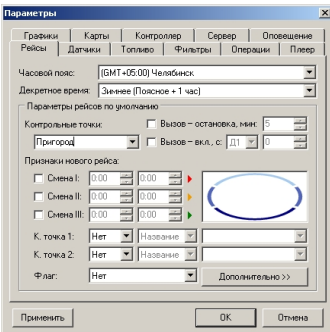 Параметры
Графики Карты Контроллер Сервер Оповещение
Рейсы Датчики Топливо Фильтры Операции Плеер
Часовой пояс: (GMT+05:00) Челябинск
Декретное время: Зимнее (Поясное + 1 час)
Параметры рейсов по умолчанию
Контрольные точки: Вызов – остановка, мин: 5
Пригород Вызов – вкл., с: Д1 0
Признаки нового рейса:
Смена I: 0:00 0:00
Смена II: 0:00 0:00
Смена III: 0:00 0:00
К. точка 1: Нет Название
К. точка 2: Нет Название
Флаг: Нет Дополнительно >>
Применить OK Отмена